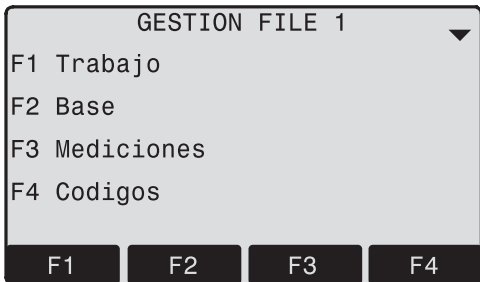 GESTION FILE 1
F1 Trabajo
F2 Base
F3 Mediciones
F4 Codigos
F1 F2 F3 F4